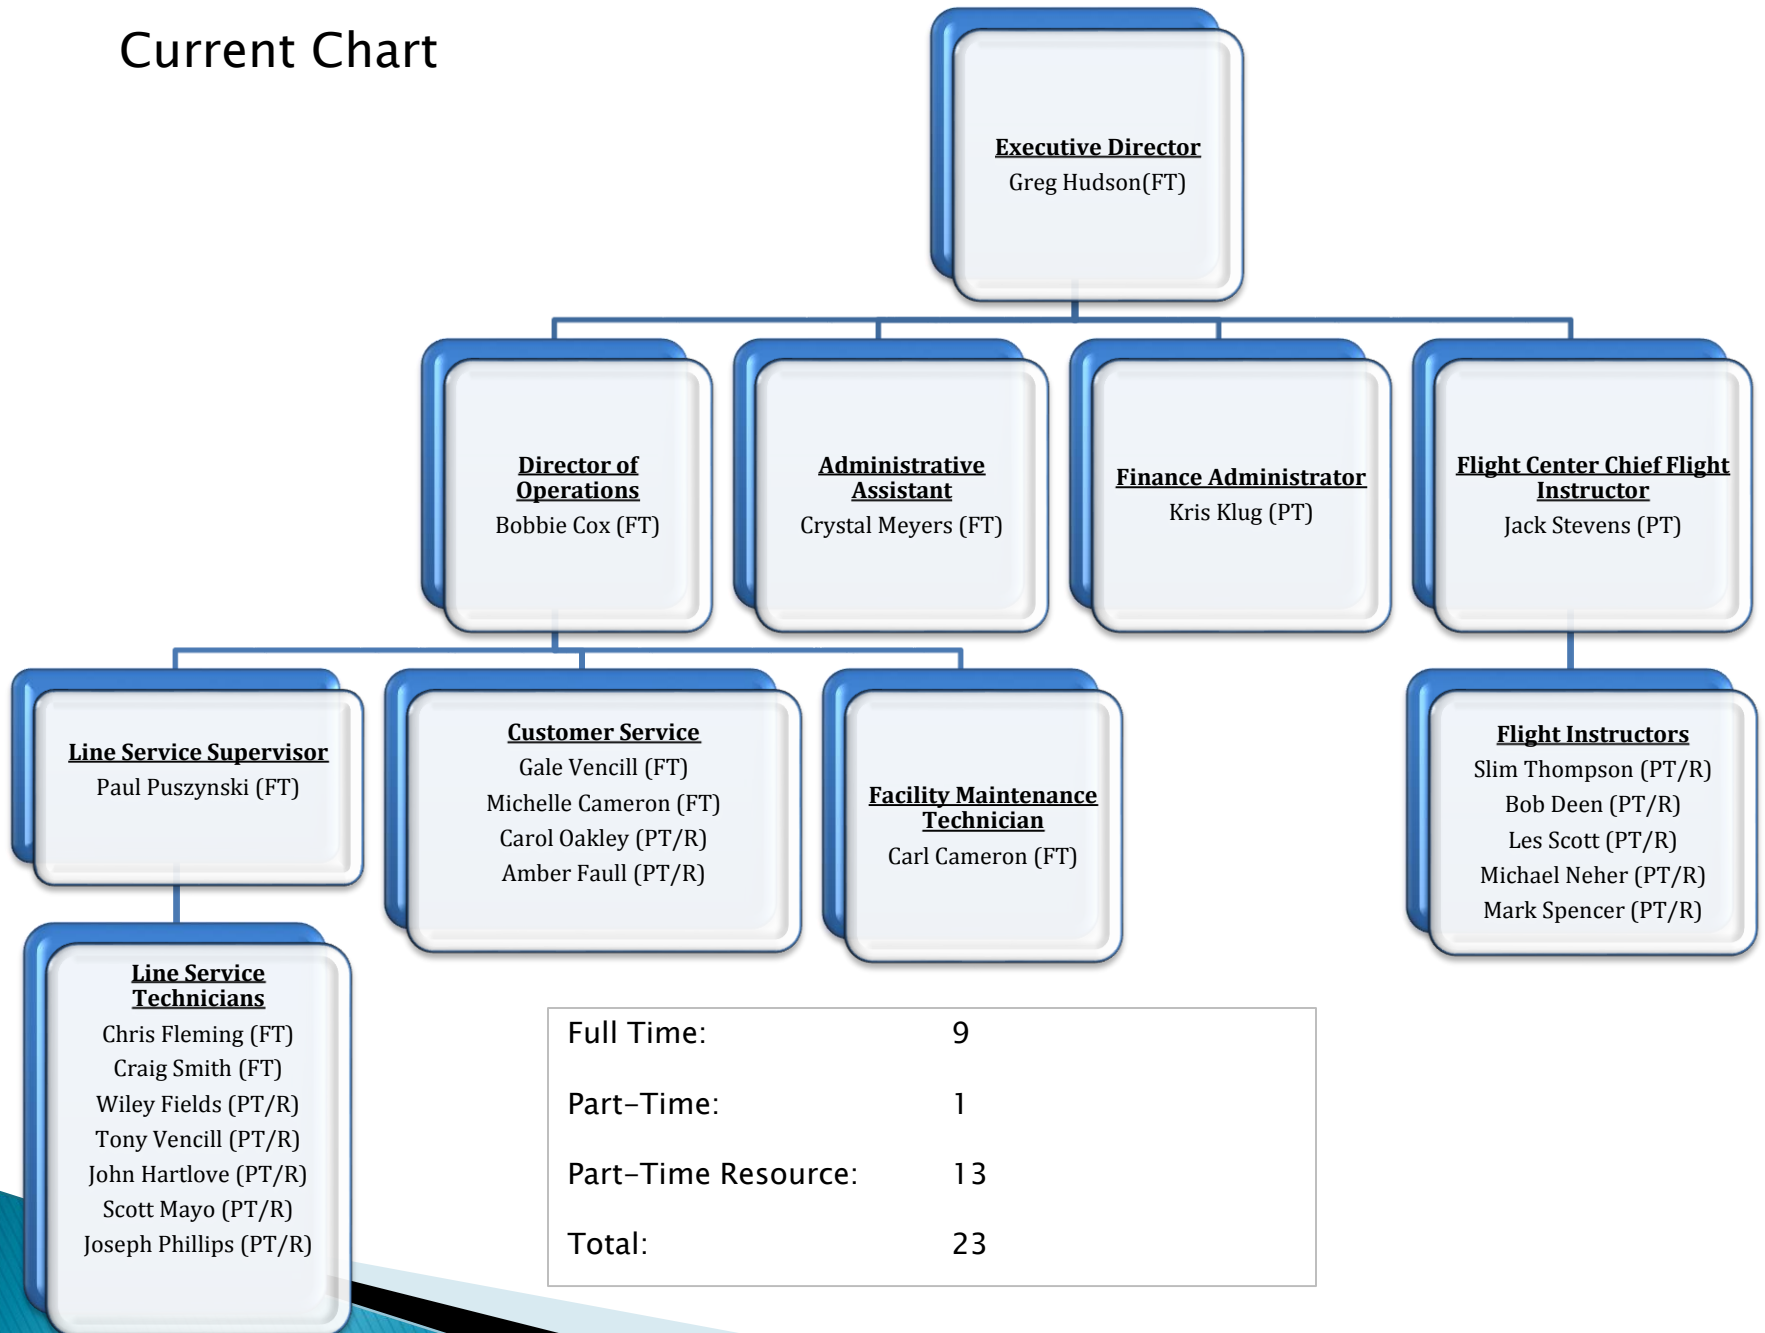 Current Chart
Executive Director
Greg Hudson(FT)
Director of
Operations
Bobbie Cox (FT)
Administrative
Assistant
Crystal Meyers (FT)
Finance Administrator
Kris Klug (PT)
Flight Center Chief Flight
Instructor
Jack Stevens (PT)
Line Service Supervisor
Paul Puszynski (FT)
Customer Service
Gale Vencill (FT)
Michelle Cameron (FT)
Carol Oakley (PT/R)
Amber Faull (PT/R)
Facility Maintenance
Technician
Carl Cameron (FT)
Flight Instructors
Slim Thompson (PT/R)
Bob Deen (PT/R)
Les Scott (PT/R)
Michael Neher (PT/R)
Mark Spencer (PT/R)
Line Service
Technicians
Chris Fleming (FT)
Craig Smith (FT)
Wiley Fields (PT/R)
Tony Vencill (PT/R)
John Hartlove (PT/R)
Scott Mayo (PT/R)
Joseph Phillips (PT/R)
Full Time: 9
Part-Time: 1
Part-Time Resource: 13
Total: 23